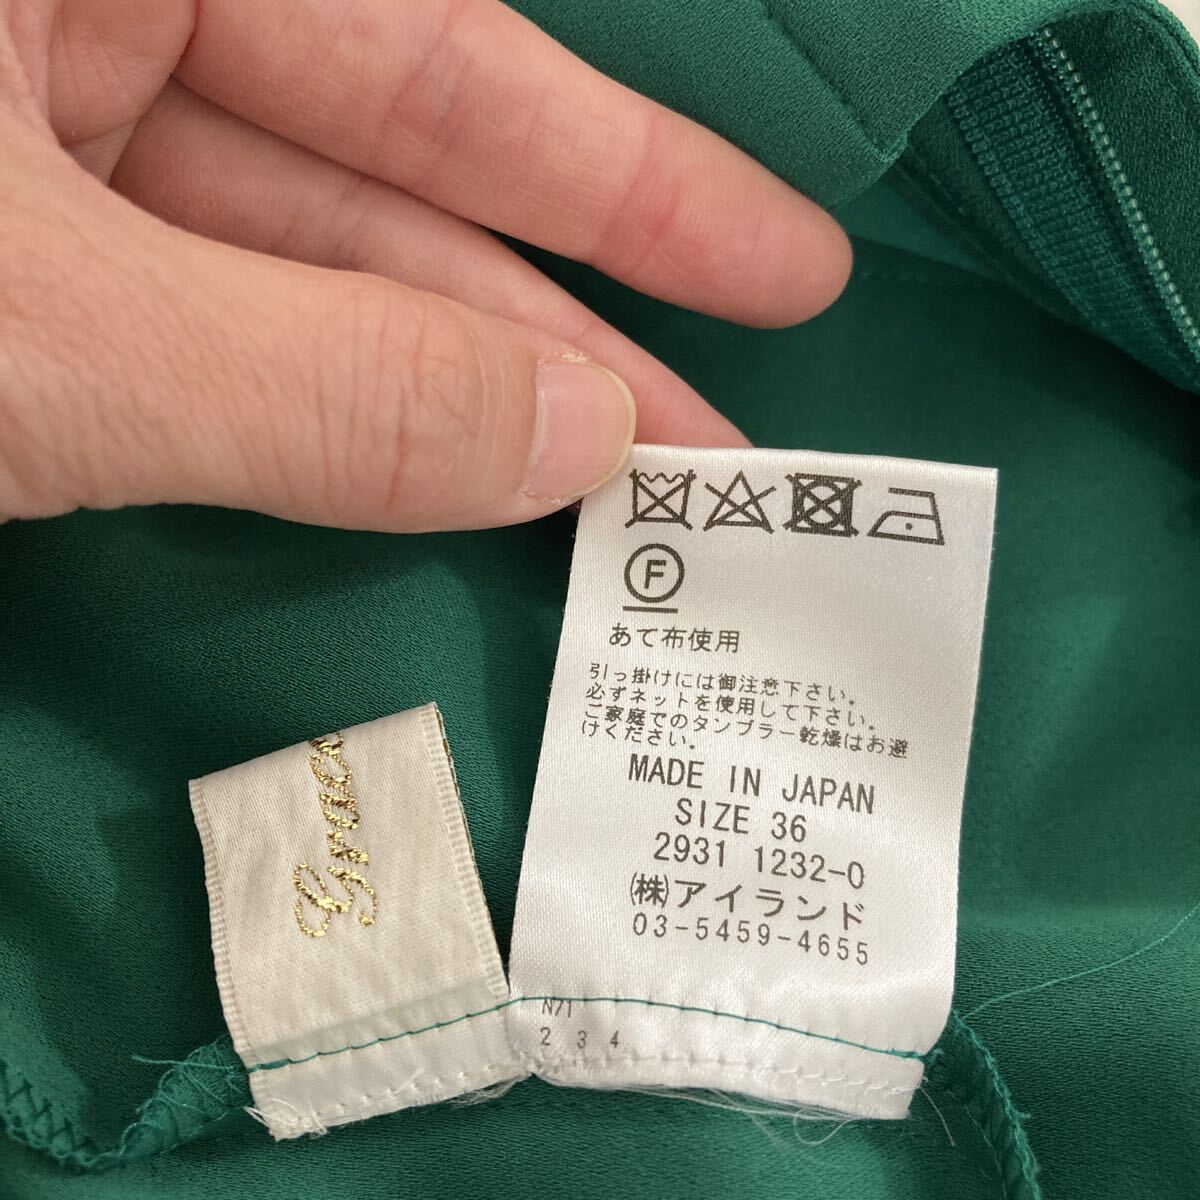 F
あて布使用
引っ掛けには御注意下さい。
必ずネットを使用して下さい。
ご家庭でのタンブラー乾燥はお避
けください。
MADE IN JAPAN
SIZE 36
2931 1232-0
㈱アイランド
03-5459-4655
N71
2 3 4